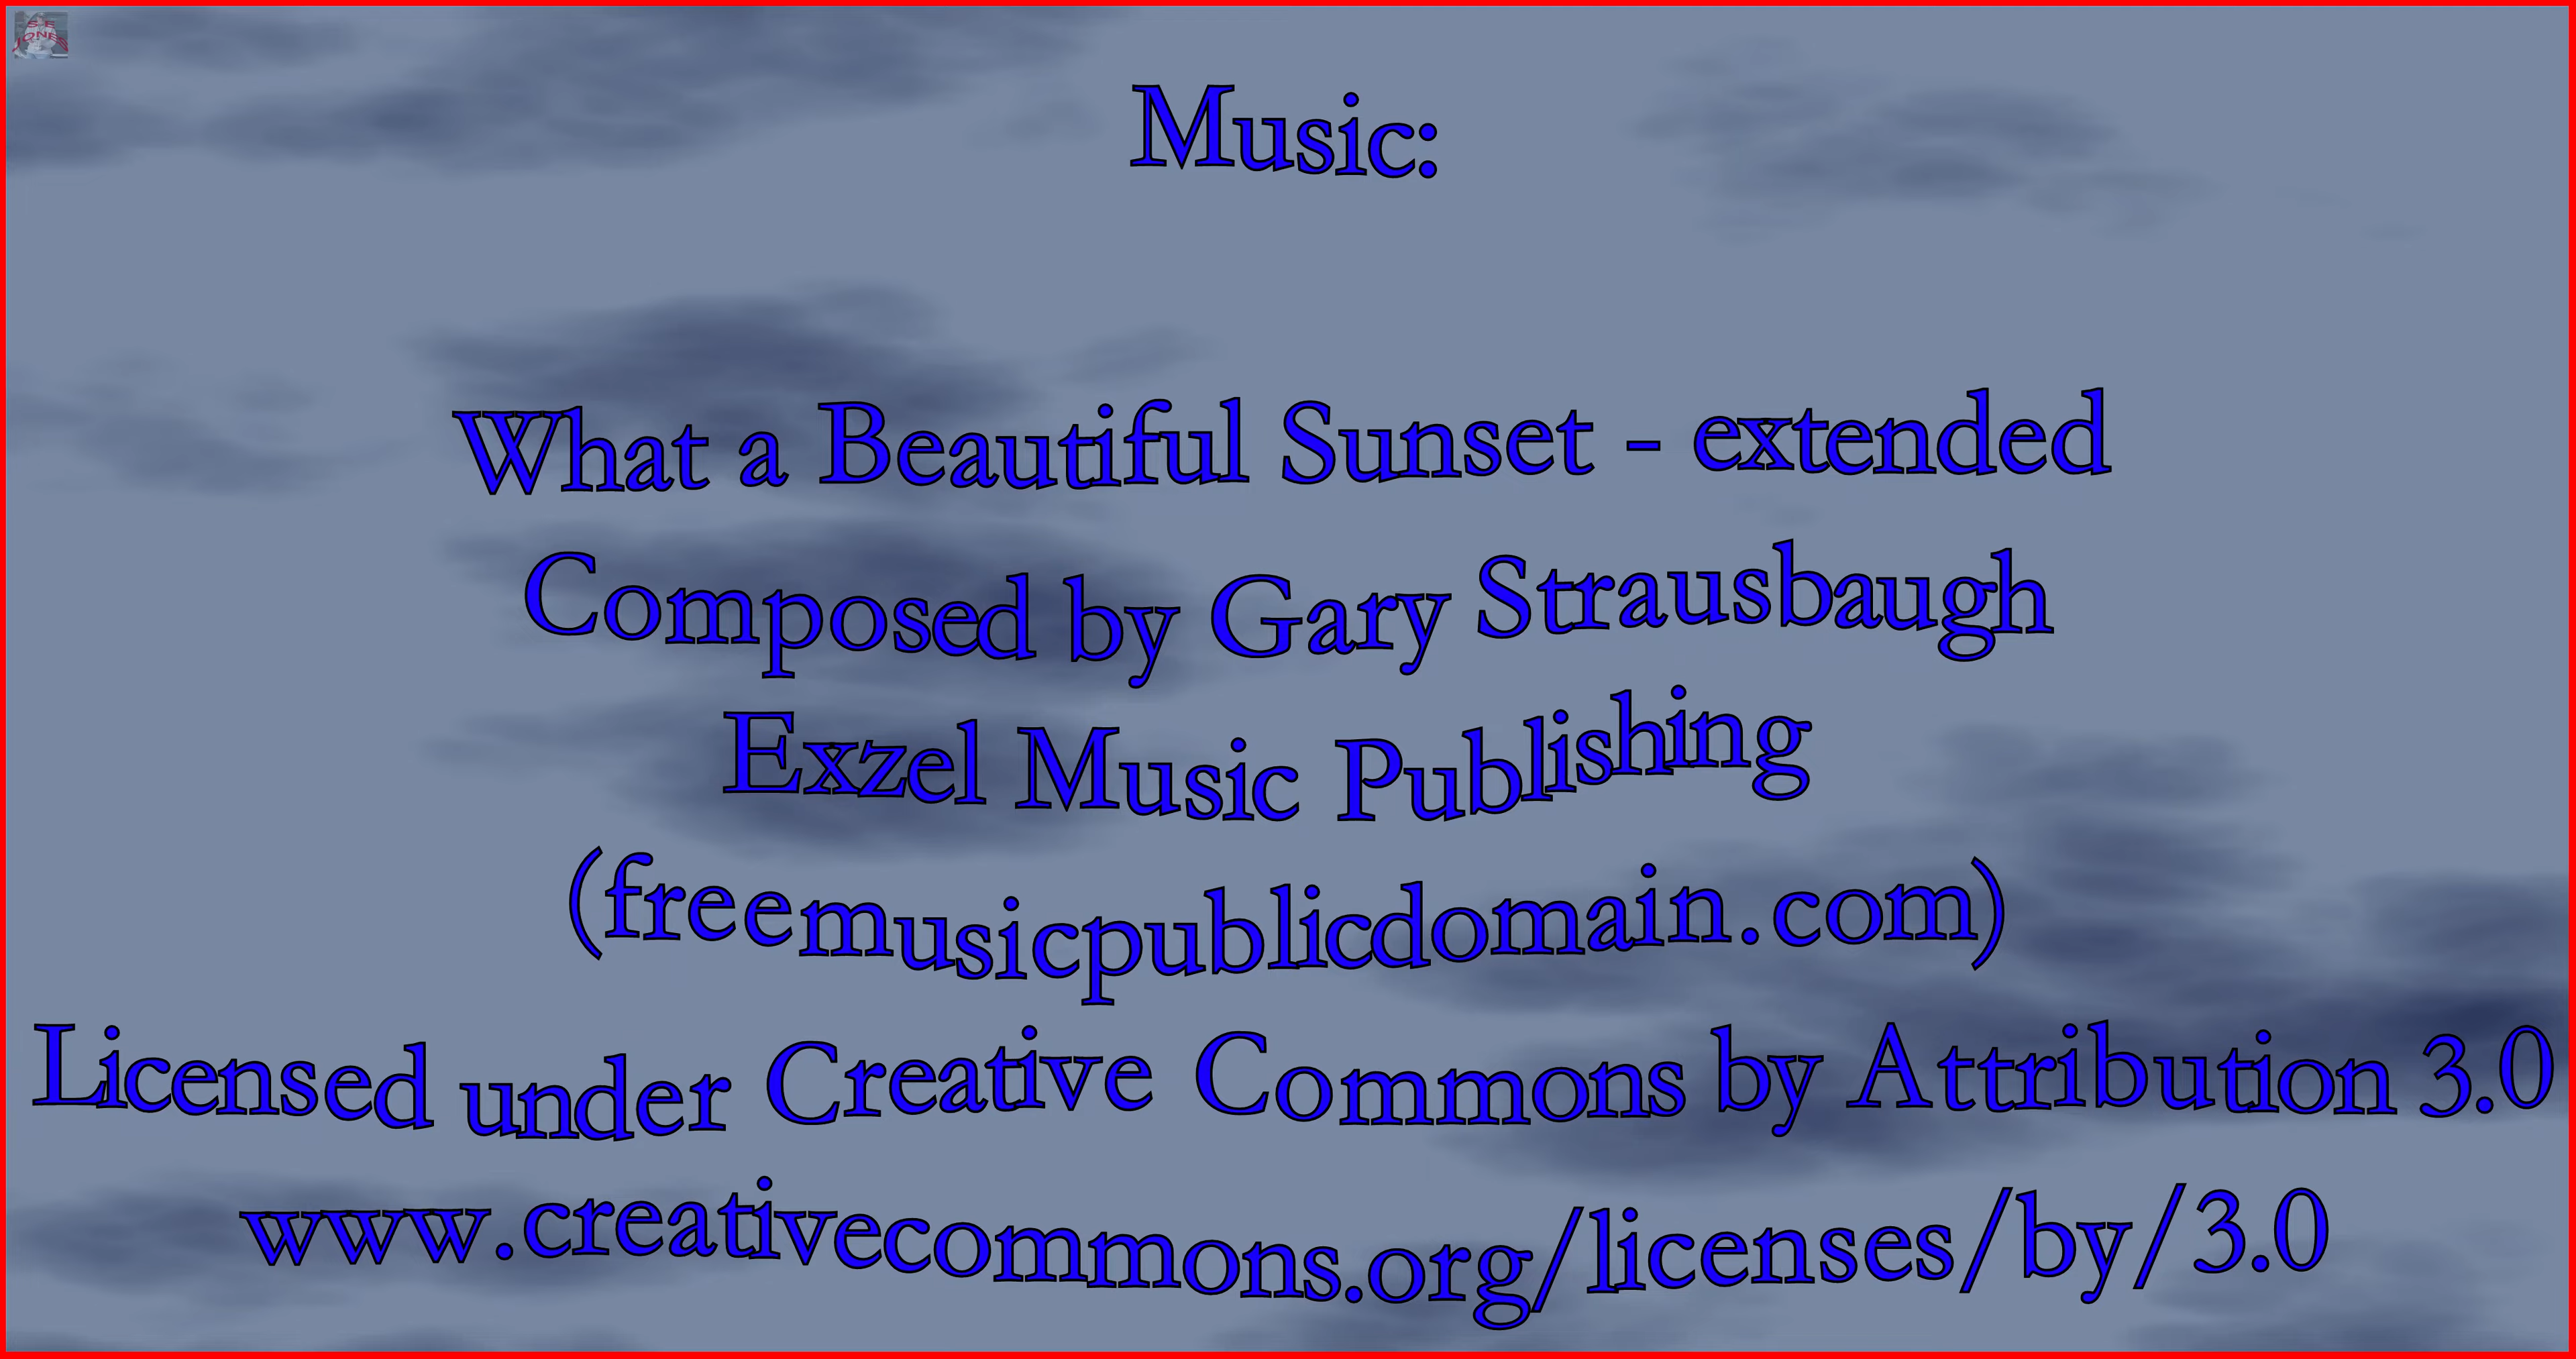 S E
JONES
Music:
What a Beautiful Sunset - extended
Composed by Gary Strausbaugh
Exzel Music Publishing
(freemusicpublicdomain.com)
Licensed under Creative Commons by Attribution 3.0
www.creativecommons.org/licenses/by/3.0